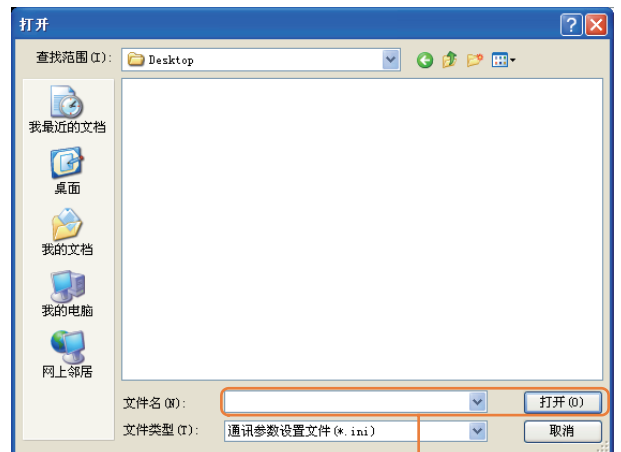 打开
查找范围(I):
Desktop
我最近的文档
桌面
我的文档
我的电脑
网上邻居
文件名(N):
打开(O)
文件类型(T):
通讯参数设置文件(*.ini)
取消